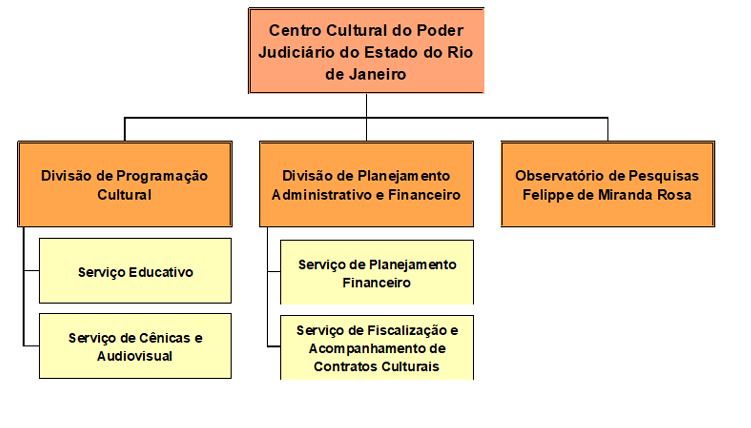 Centro Cultural do Poder
Judiciário do Estado do Rio
de Janeiro
Divisão de Programação
Cultural
Divisão de Planejamento
Administrativo e Financeiro
Observatório de Pesquisas
Felippe de Miranda Rosa
Serviço Educativo
Serviço de Cênicas e
Audiovisual
Serviço de Planejamento
Financeiro
Serviço de Fiscalização e
Acompanhamento de
Contratos Culturais